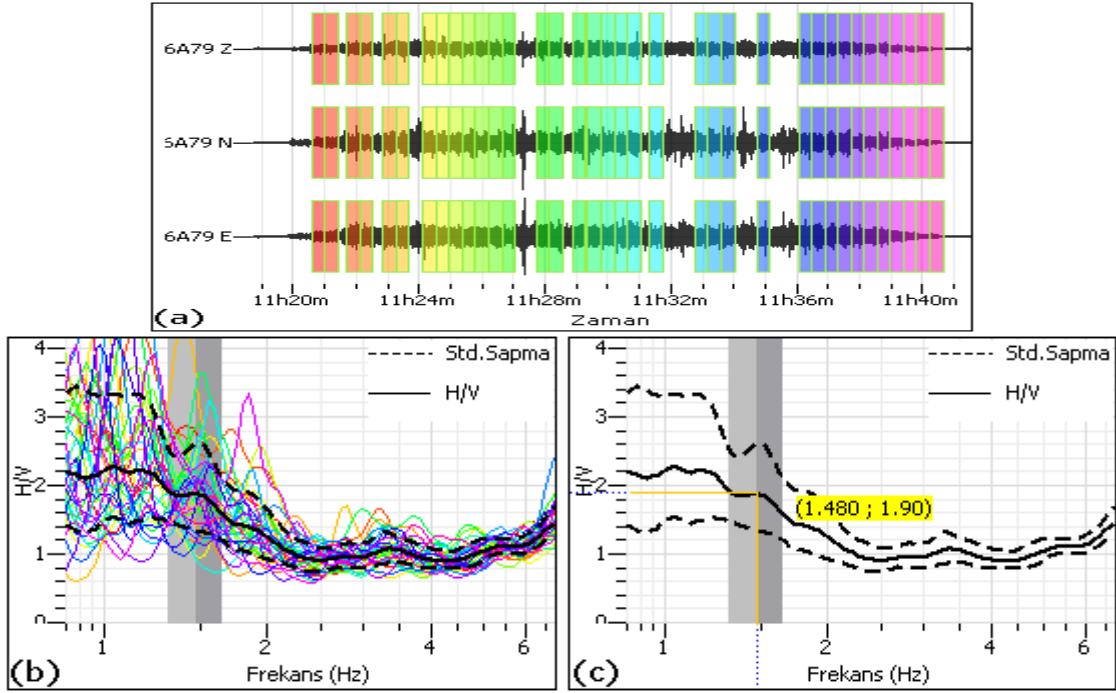 6A79 Z
5A79 N
6A79 E
11h20m 11h24m 11h28m 11h32m 11h36m 11h40m
Zaman
(a)
4
3
2
1
0
H/V
Std.Sapma
H/V
1 2 4 6
Frekans (Hz)
(b)
4
3
2
1
0
H/V
Std.Sapma
H/V
(1.480 ; 1.90)
1 2 4 6
Frekans (Hz)
(c)